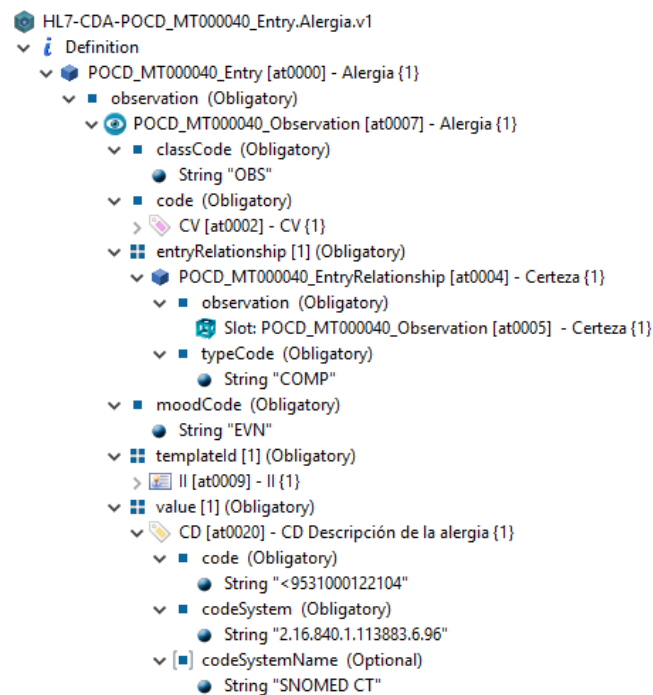 HL7-CDA-POCD_MT000040_Entry.Alergia.v1
Definition
POCD_MT000040_Entry [at0000] - Alergia {1}
observation (Obligatory)
POCD_MT000040_Observation [at0007] - Alergia {1}
classCode (Obligatory)
String "OBS"
code (Obligatory)
CV [at0002] - CV {1}
entryRelationship [1] (Obligatory)
POCD_MT000040_EntryRelationship [at0004] - Certeza {1}
observation (Obligatory)
Slot: POCD_MT000040_Observation [at0005] - Certeza {1}
typeCode (Obligatory)
String "COMP"
moodCode (Obligatory)
String "EVN"
templateId [1] (Obligatory)
II [at0009] - II {1}
value [1] (Obligatory)
CD [at0020] - CD Descripción de la alergia {1}
code (Obligatory)
String "<9531000122104"
codeSystem (Obligatory)
String "2.16.840.1.113883.6.96"
codeSystemName (Optional)
String "SNOMED CT"